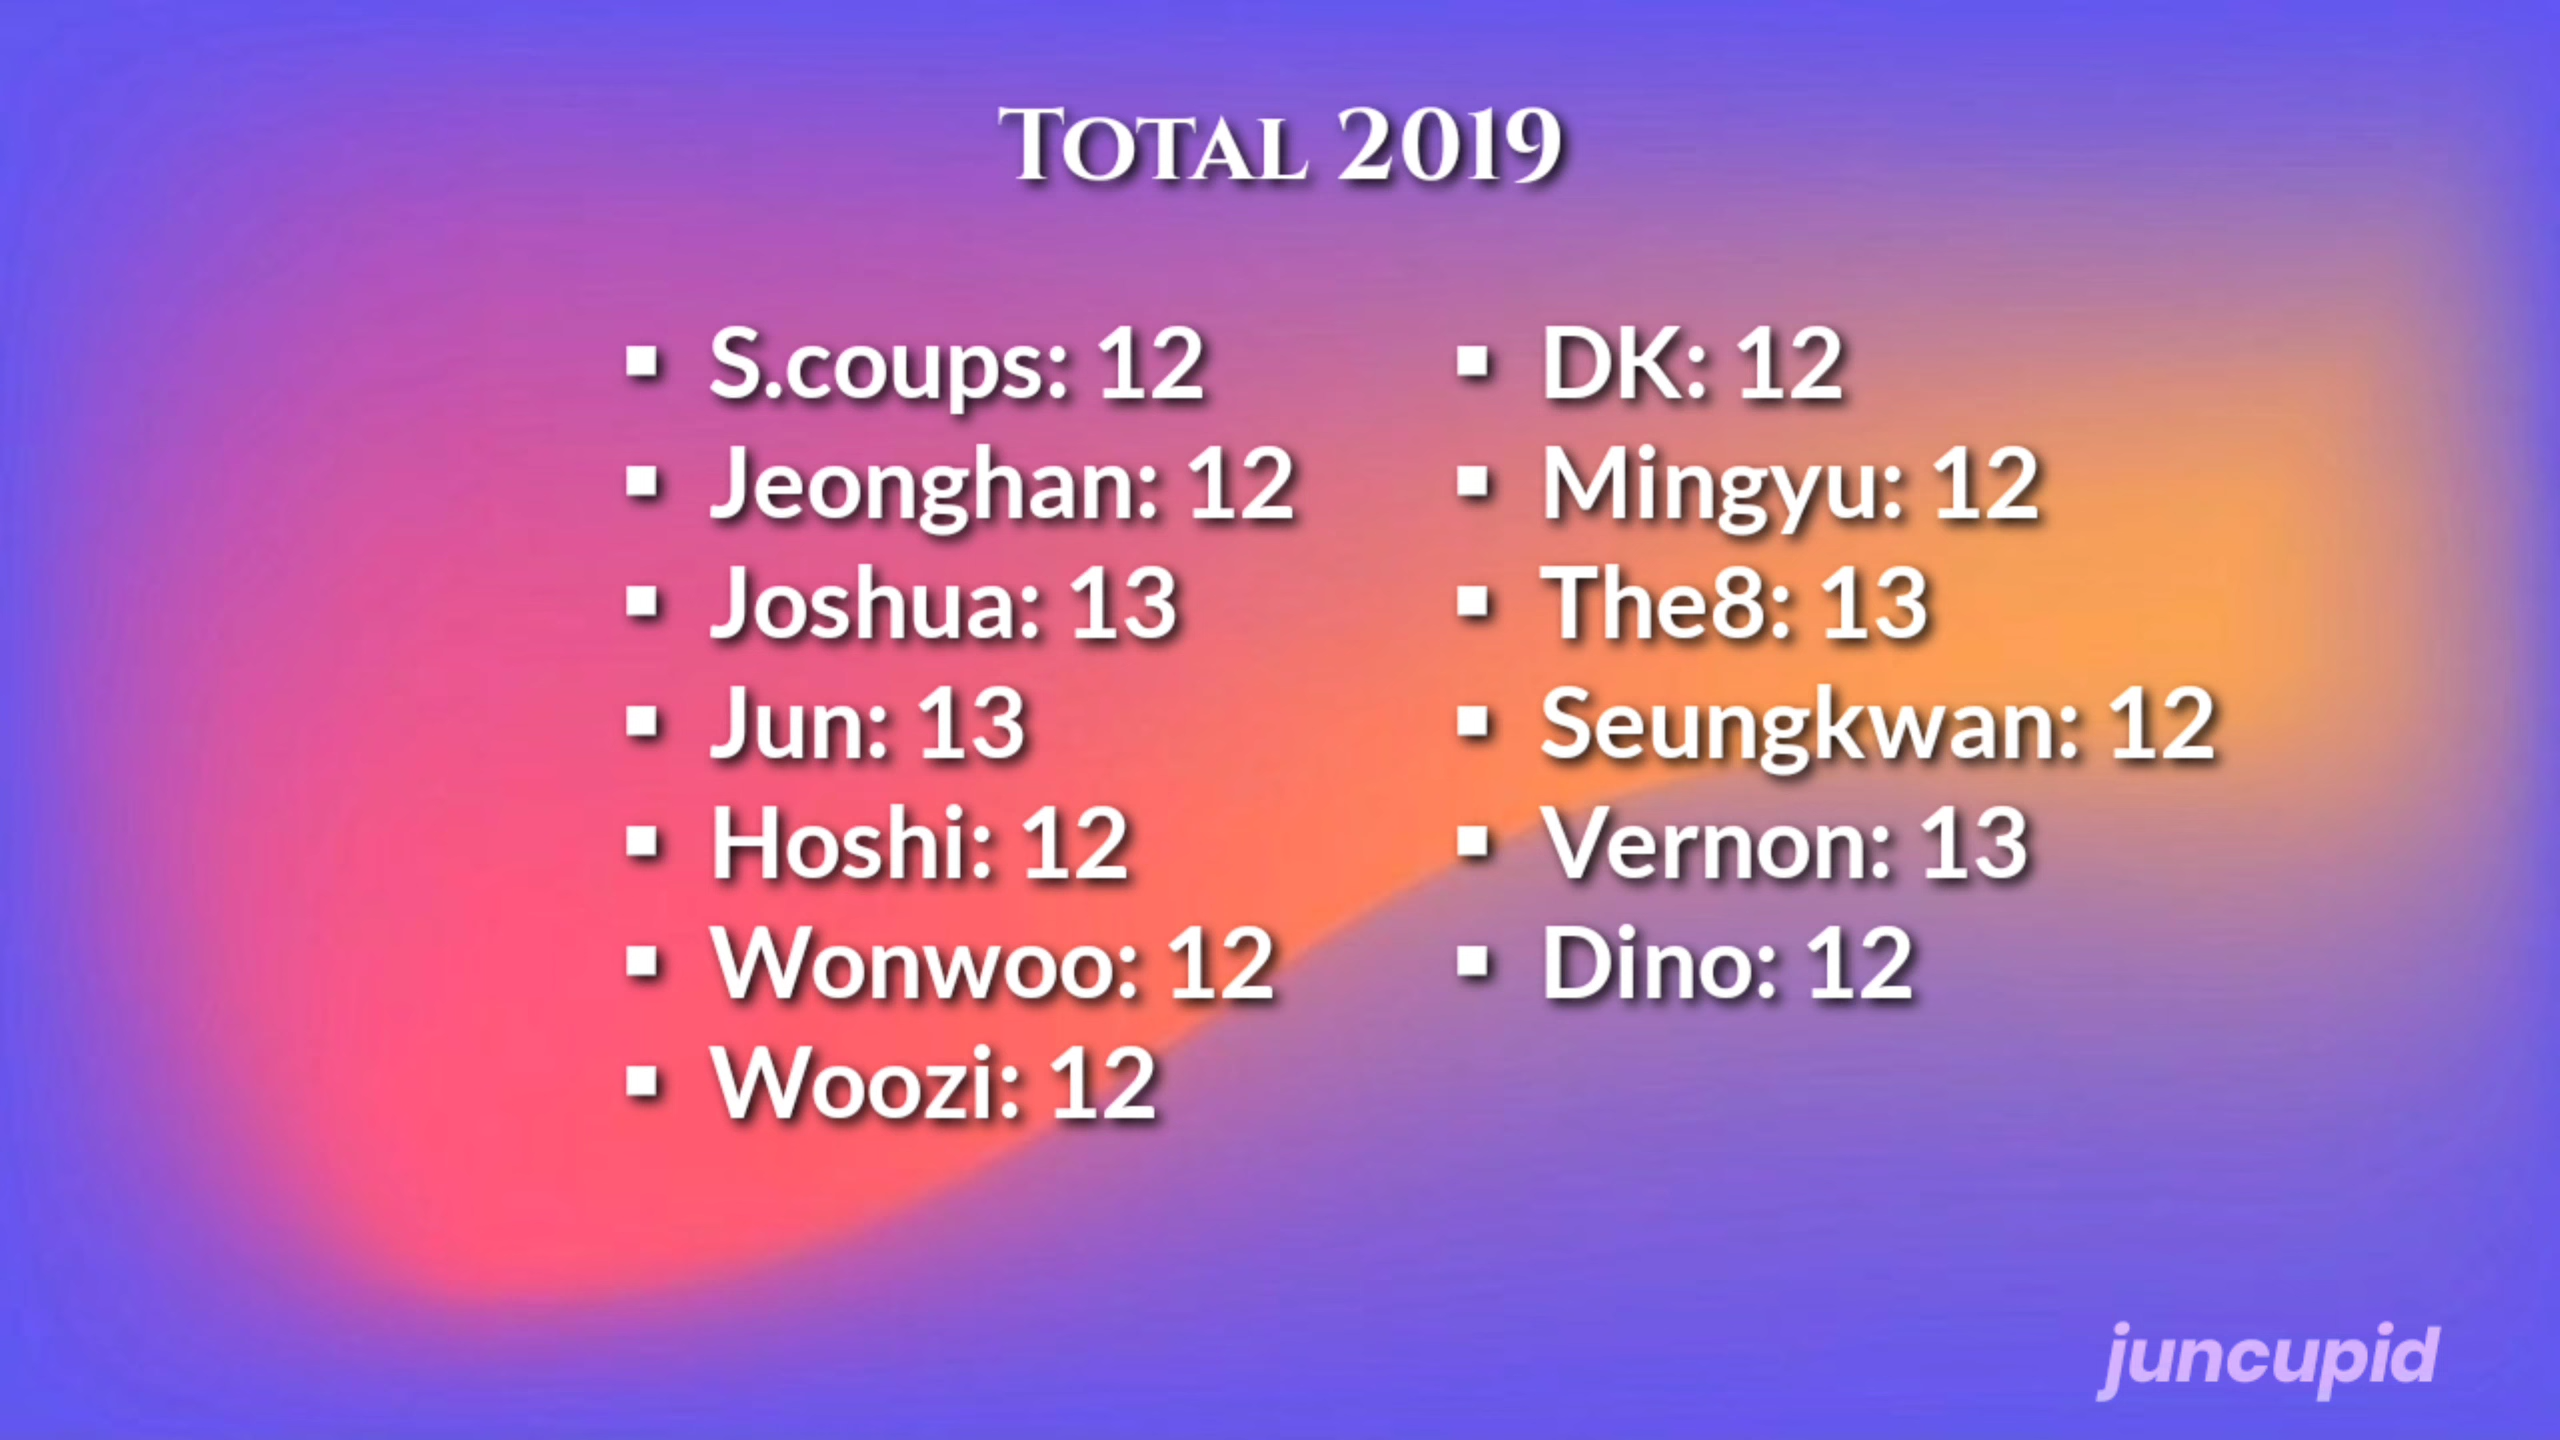 Total 2019
▪ S.coups: 12
▪ Jeonghan: 12
▪ Joshua: 13
▪ Jun: 13
▪ Hoshi: 12
▪ Wonwoo: 12
▪ Woozi: 12
▪ DK: 12
▪ Mingyu: 12
▪ The8: 13
▪ Seungkwan: 12
▪ Vernon: 13
▪ Dino: 12
juncupid